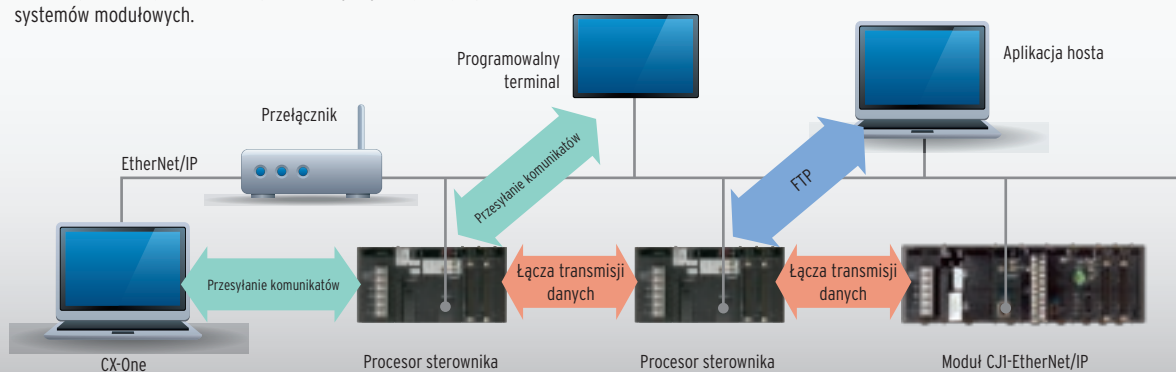 systemów modułowych.
Programowalny
terminal
Aplikacja hosta
Przełącznik
EtherNet/IP
Przesyłanie komunikatów
FTP
Przesyłanie komunikatów
Łącza transmisji
danych
Łącza transmisji
danych
CX-One
Procesor sterownika
Procesor sterownika
Moduł CJ1-EtherNet/IP